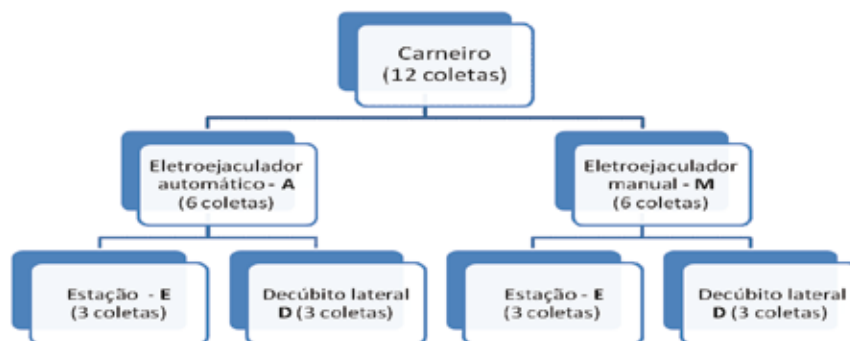 Carneiro
(12 coletas)
Eletroejaculador
automático - A
(6 coletas)
Eletroejaculador
manual - M
(6 coletas)
Estação - E
(3 coletas)
Decúbito lateral
D (3 coletas)
Estação - E
(3 coletas)
Decúbito lateral
D (3 coletas)